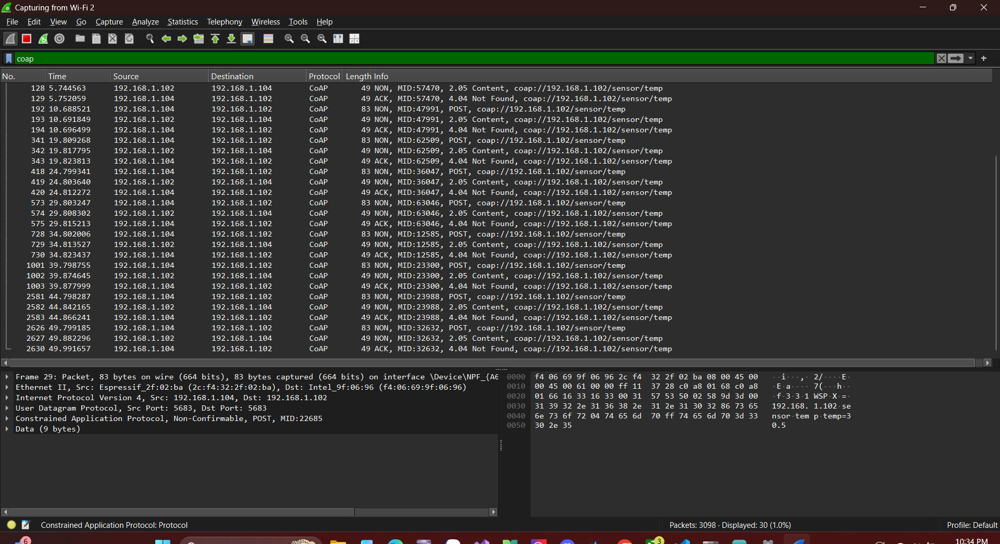 Capturing from Wi-Fi 2
File Edit View Go Capture Analyze Statistics Telephony Wireless Tools Help
coap
No. Time Source Destination Protocol Length Info
128 5.744563 192.168.1.102 192.168.1.104 CoAP 49 NON, MID:57470, 2.05 Content, coap://192.168.1.102/sensor/temp
129 5.752059 192.168.1.104 192.168.1.102 CoAP 49 ACK, MID:57470, 4.04 Not Found, coap://192.168.1.102/sensor/temp
192 10.688521 192.168.1.104 192.168.1.102 CoAP 83 NON, MID:47991, POST, coap://192.168.1.102/sensor/temp
193 10.691849 192.168.1.102 192.168.1.104 CoAP 49 NON, MID:47991, 2.05 Content, coap://192.168.1.102/sensor/temp
194 10.696499 192.168.1.104 192.168.1.102 CoAP 49 ACK, MID:47991, 4.04 Not Found, coap://192.168.1.102/sensor/temp
341 19.809268 192.168.1.104 192.168.1.102 CoAP 83 NON, MID:62509, POST, coap://192.168.1.102/sensor/temp
342 19.817795 192.168.1.102 192.168.1.104 CoAP 49 NON, MID:62509, 2.05 Content, coap://192.168.1.102/sensor/temp
343 19.823813 192.168.1.104 192.168.1.102 CoAP 49 ACK, MID:62509, 4.04 Not Found, coap://192.168.1.102/sensor/temp
418 24.799341 192.168.1.104 192.168.1.102 CoAP 83 NON, MID:36047, POST, coap://192.168.1.102/sensor/temp
419 24.803640 192.168.1.102 192.168.1.104 CoAP 49 NON, MID:36047, 2.05 Content, coap://192.168.1.102/sensor/temp
420 24.812272 192.168.1.104 192.168.1.102 CoAP 49 ACK, MID:36047, 4.04 Not Found, coap://192.168.1.102/sensor/temp
573 29.803247 192.168.1.104 192.168.1.102 CoAP 83 NON, MID:63046, POST, coap://192.168.1.102/sensor/temp
574 29.808302 192.168.1.102 192.168.1.104 CoAP 49 NON, MID:63046, 2.05 Content, coap://192.168.1.102/sensor/temp
575 29.815213 192.168.1.104 192.168.1.102 CoAP 49 ACK, MID:63046, 4.04 Not Found, coap://192.168.1.102/sensor/temp
728 34.802006 192.168.1.104 192.168.1.102 CoAP 83 NON, MID:12585, POST, coap://192.168.1.102/sensor/temp
729 34.813527 192.168.1.102 192.168.1.104 CoAP 49 NON, MID:12585, 2.05 Content, coap://192.168.1.102/sensor/temp
730 34.823437 192.168.1.104 192.168.1.102 CoAP 49 ACK, MID:12585, 4.04 Not Found, coap://192.168.1.102/sensor/temp
1001 39.798755 192.168.1.104 192.168.1.102 CoAP 83 NON, MID:23300, POST, coap://192.168.1.102/sensor/temp
1002 39.874645 192.168.1.102 192.168.1.104 CoAP 49 NON, MID:23300, 2.05 Content, coap://192.168.1.102/sensor/temp
1003 39.877999 192.168.1.104 192.168.1.102 CoAP 49 ACK, MID:23300, 4.04 Not Found, coap://192.168.1.102/sensor/temp
2581 44.798287 192.168.1.104 192.168.1.102 CoAP 83 NON, MID:23988, POST, coap://192.168.1.102/sensor/temp
2582 44.842165 192.168.1.102 192.168.1.104 CoAP 49 NON, MID:23988, 2.05 Content, coap://192.168.1.102/sensor/temp
2583 44.866241 192.168.1.104 192.168.1.102 CoAP 49 ACK, MID:23988, 4.04 Not Found, coap://192.168.1.102/sensor/temp
2626 49.799185 192.168.1.104 192.168.1.102 CoAP 83 NON, MID:32632, POST, coap://192.168.1.102/sensor/temp
2627 49.882296 192.168.1.102 192.168.1.104 CoAP 49 NON, MID:32632, 2.05 Content, coap://192.168.1.102/sensor/temp
2630 49.991657 192.168.1.104 192.168.1.102 CoAP 49 ACK, MID:32632, 4.04 Not Found, coap://192.168.1.102/sensor/temp
Frame 29: Packet, 83 bytes on wire (664 bits), 83 bytes captured (664 bits) on interface \Device\NPF_{A6
Ethernet II, Src: Espressif_2f:02:ba (2c:f4:32:2f:02:ba), Dst: Intel_9f:06:96 (f4:06:69:9f:06:96)
Internet Protocol Version 4, Src: 192.168.1.104, Dst: 192.168.1.102
User Datagram Protocol, Src Port: 5683, Dst Port: 5683
Constrained Application Protocol, Non-Confirmable, POST, MID:22685
Data (9 bytes)
0000 f4 06 69 9f 06 96 2c f4 32 2f 02 ba 08 00 45 00 ··i···,· 2/····E·
0010 00 45 00 61 00 00 ff 11 37 28 c0 a8 01 68 c0 a8 ·E·a···· 7(···h··
0020 01 66 16 33 16 33 00 31 57 53 50 02 58 9d 3d 00 ·f·3·3·1 WSP·X·=·
0030 31 39 32 2e 31 36 38 2e 31 2e 31 30 32 86 73 65 192.168. 1.102·se
0040 6e 73 6f 72 04 74 65 6d 70 ff 74 65 6d 70 3d 33 nsor·tem p·temp=3
0050 30 2e 35 0.5
Constrained Application Protocol: Protocol
Packets: 3098 · Displayed: 30 (1.0%)
Profile: Default
6
3
10:34 PM